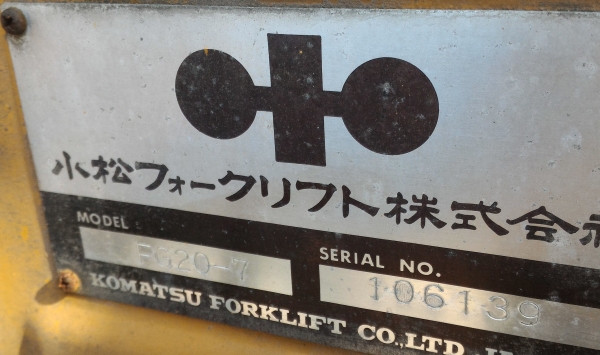 小松フォークリフト株式会社
MODEL SERIAL NO.
FG20-7 106139
KOMATSU FORKLIFT CO.,LTD.